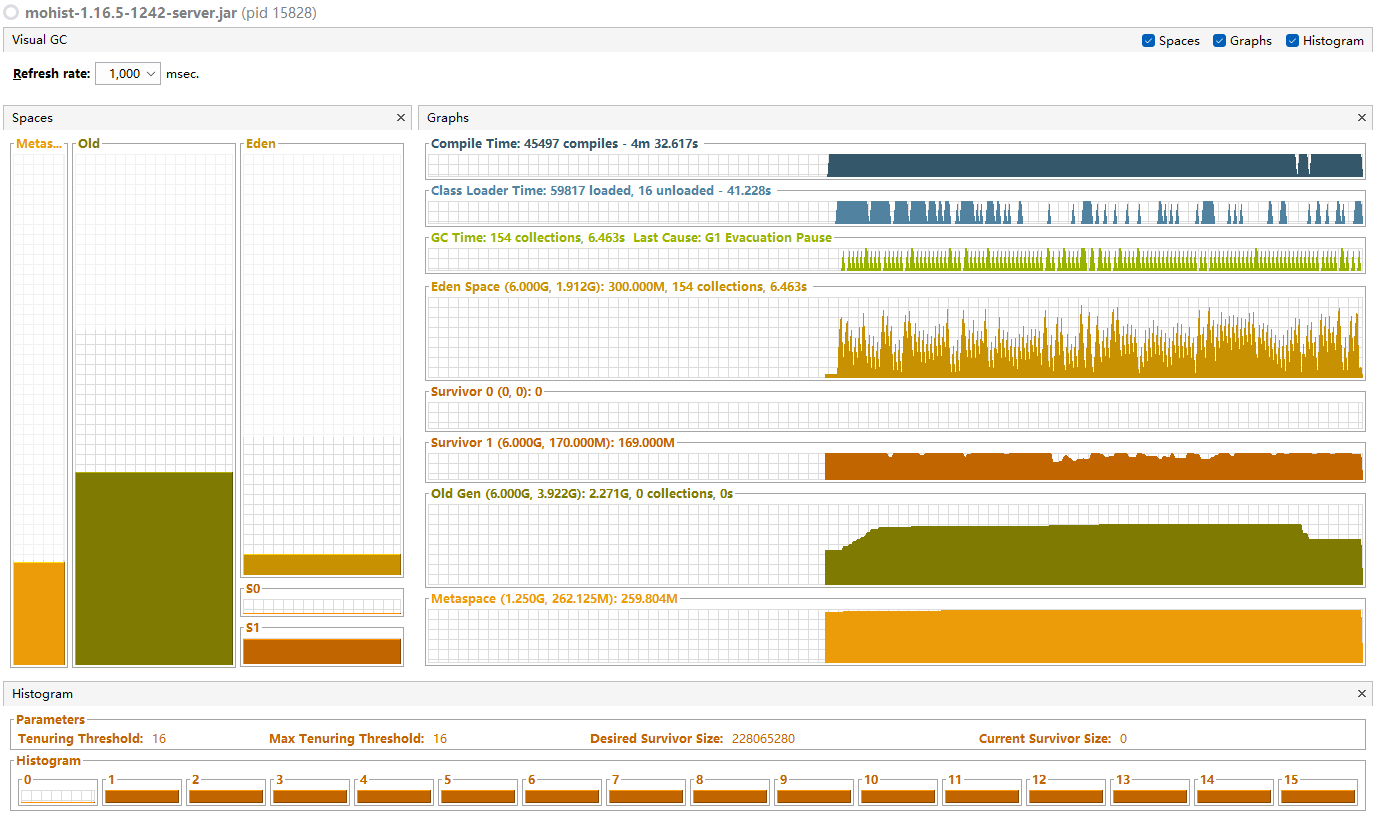 mohist-1.16.5-1242-server.jar (pid 15828)
Visual GC
Spaces Graphs Histogram
Refresh rate: 1,000 msec.
Spaces
Graphs
Metas... Old Eden
S0
S1
Compile Time: 45497 compiles - 4m 32.617s
Class Loader Time: 59817 loaded, 16 unloaded - 41.228s
GC Time: 154 collections, 6.463s Last Cause: G1 Evacuation Pause
Eden Space (6.000G, 1.912G): 300.000M, 154 collections, 6.463s
Survivor 0 (0, 0): 0
Survivor 1 (6.000G, 170.000M): 169.000M
Old Gen (6.000G, 3.922G): 2.271G, 0 collections, 0s
Metaspace (1.250G, 262.125M): 259.804M
Histogram
Parameters
Tenuring Threshold: 16 Max Tenuring Threshold: 16 Desired Survivor Size: 228065280 Current Survivor Size: 0
Histogram
0 1 2 3 4 5 6 7 8 9 10 11 12 13 14 15